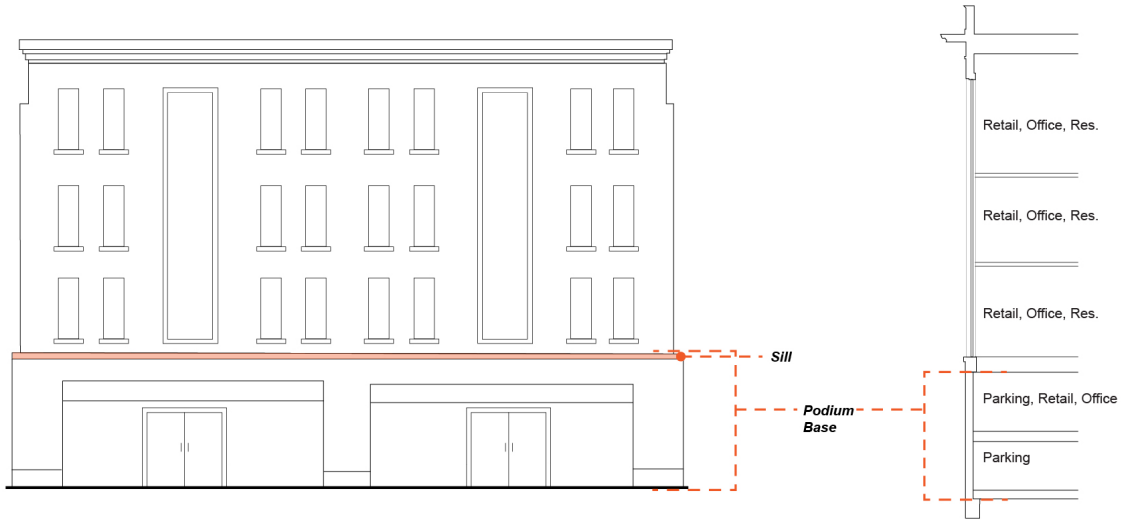 Retail, Office, Res.
Retail, Office, Res.
Retail, Office, Res.
Sill
Podium
Base
Parking, Retail, Office
Parking